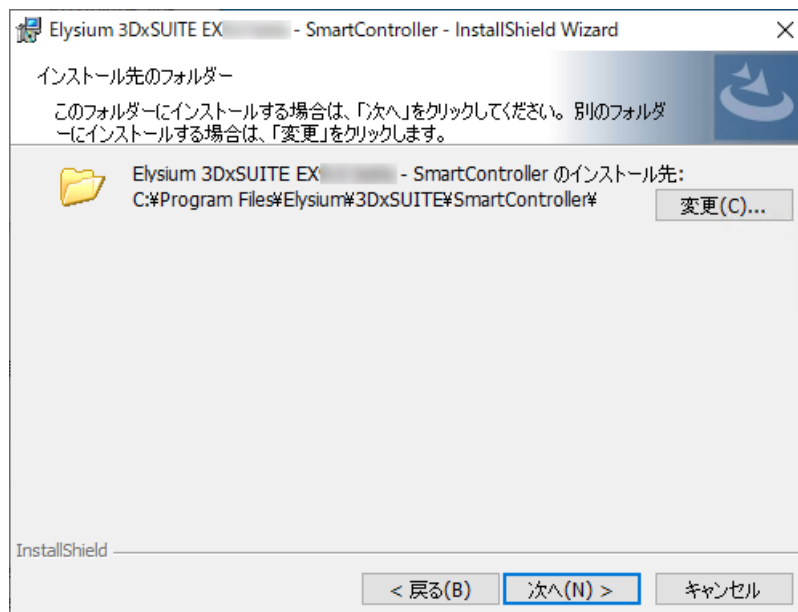 Elysium 3DxSUITE EX - SmartController - InstallShield Wizard
インストール先のフォルダー
このフォルダーにインストールする場合は、「次へ」をクリックしてください。別のフォルダ
ーにインストールする場合は、「変更」をクリックします。
Elysium 3DxSUITE EX - SmartController のインストール先:
C:¥Program Files¥Elysium¥3DxSUITE¥SmartController¥
変更(C)...
InstallShield
< 戻る(B)
次へ(N) >
キャンセル